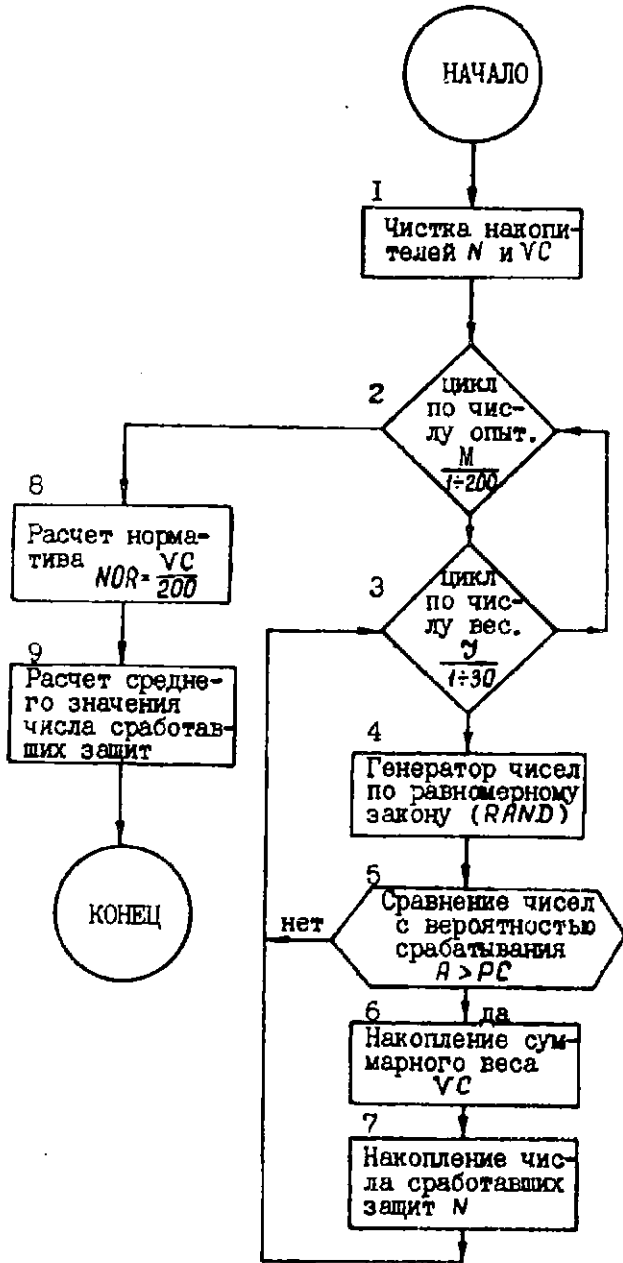 НАЧАЛО
I
Чистка накопи-
телей N и VC
2
цикл
по чис-
лу опыт.
M
1÷200
3
цикл
по чис-
лу вес.
J
1÷30
4
Генератор чисел
по равномерному
закону (RAND)
5
Сравнение чисел
с вероятностью
срабатывания
A > PC
нет
да
6
Накопление сум-
марного веса
VC
7
Накопление чис-
ла сработавших
защит N
8
Расчет норма-
тива NOR = VC
200
9
Расчет средне-
го значения
числа сработав-
ших защит
КОНЕЦ